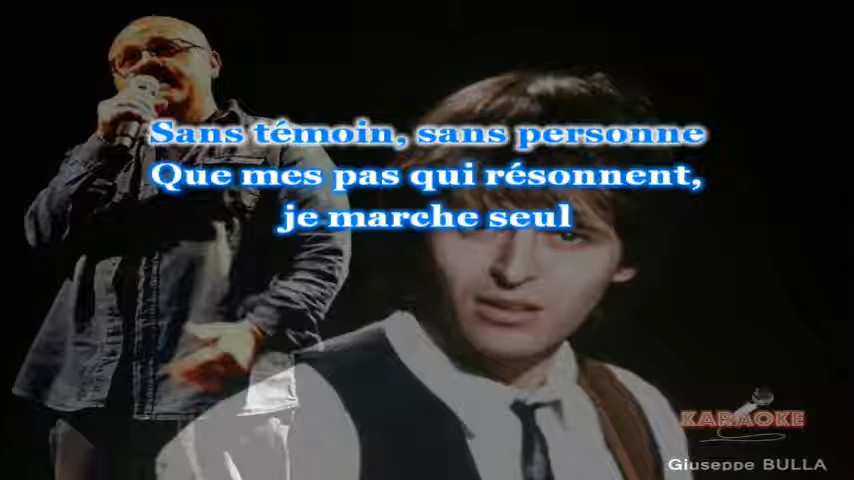 Sans témoin, sans personne
Que mes pas qui résonnent,
je marche seul
KARAOKE
Giuseppe BULLA